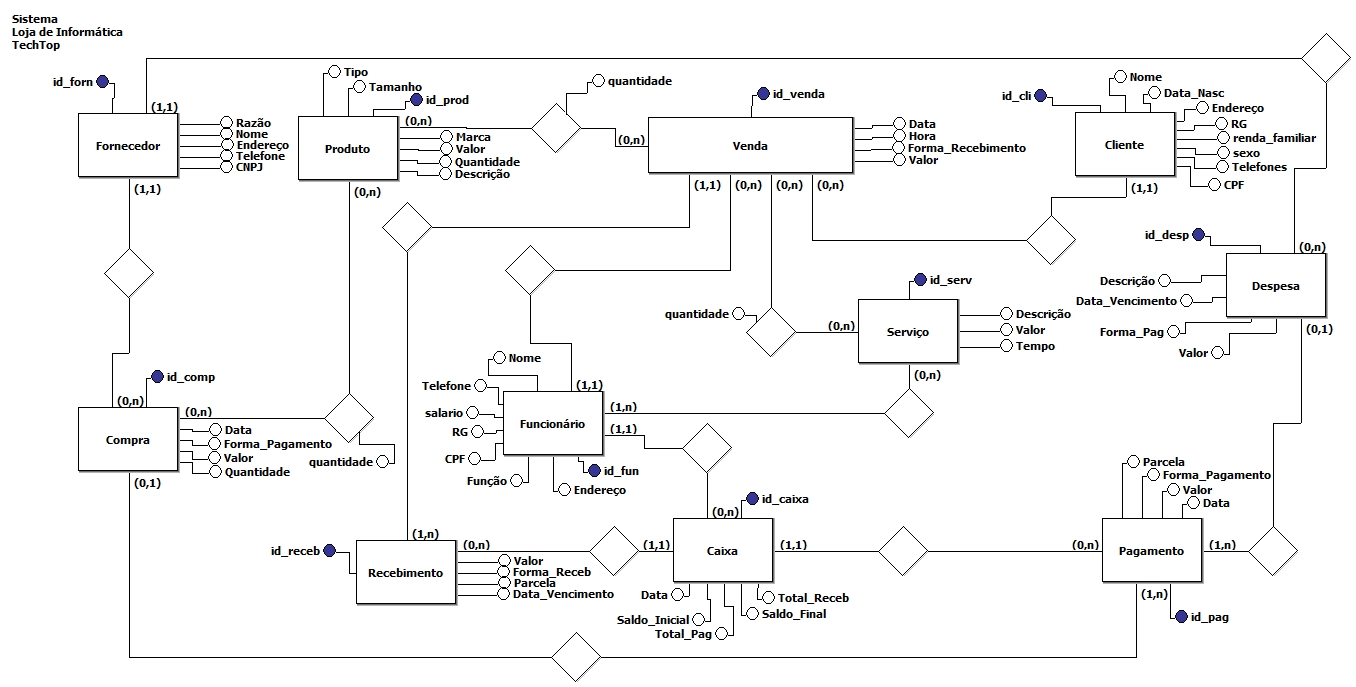 Sistema
Loja de Informática
TechTop
id_forn
(1,1)
Fornecedor
Razão
Nome
Endereço
Telefone
CNPJ
(1,1)
Tipo
Tamanho
id_prod
(0,n)
Produto
Marca
Valor
Quantidade
Descrição
(0,n)
quantidade
(0,n)
id_venda
Venda
Data
Hora
Forma_Recebimento
Valor
(1,1)
(0,n)
(0,n)
(0,n)
id_cli
Nome
Data_Nasc
Endereço
RG
renda_familiar
sexo
Telefones
CPF
Cliente
(1,1)
id_desp
(0,n)
Descrição
Data_Vencimento
Forma_Pag
Valor
Despesa
(0,1)
id_serv
quantidade
(0,n)
Serviço
Descrição
Valor
Tempo
(0,n)
Nome
Telefone
salario
RG
CPF
Função
Endereço
id_fun
Funcionário
(1,1)
(1,n)
(1,1)
id_comp
(0,n)
(0,n)
Compra
Data
Forma_Pagamento
Valor
Quantidade
(0,1)
quantidade
id_receb
(1,n)
(0,n)
Recebimento
Valor
Forma_Receb
Parcela
Data_Vencimento
id_caixa
(0,n)
(1,1)
Caixa
(1,1)
Data
Saldo_Inicial
Total_Pag
Total_Receb
Saldo_Final
Parcela
Forma_Pagamento
Valor
Data
(0,n)
Pagamento
(1,n)
(1,n)
id_pag